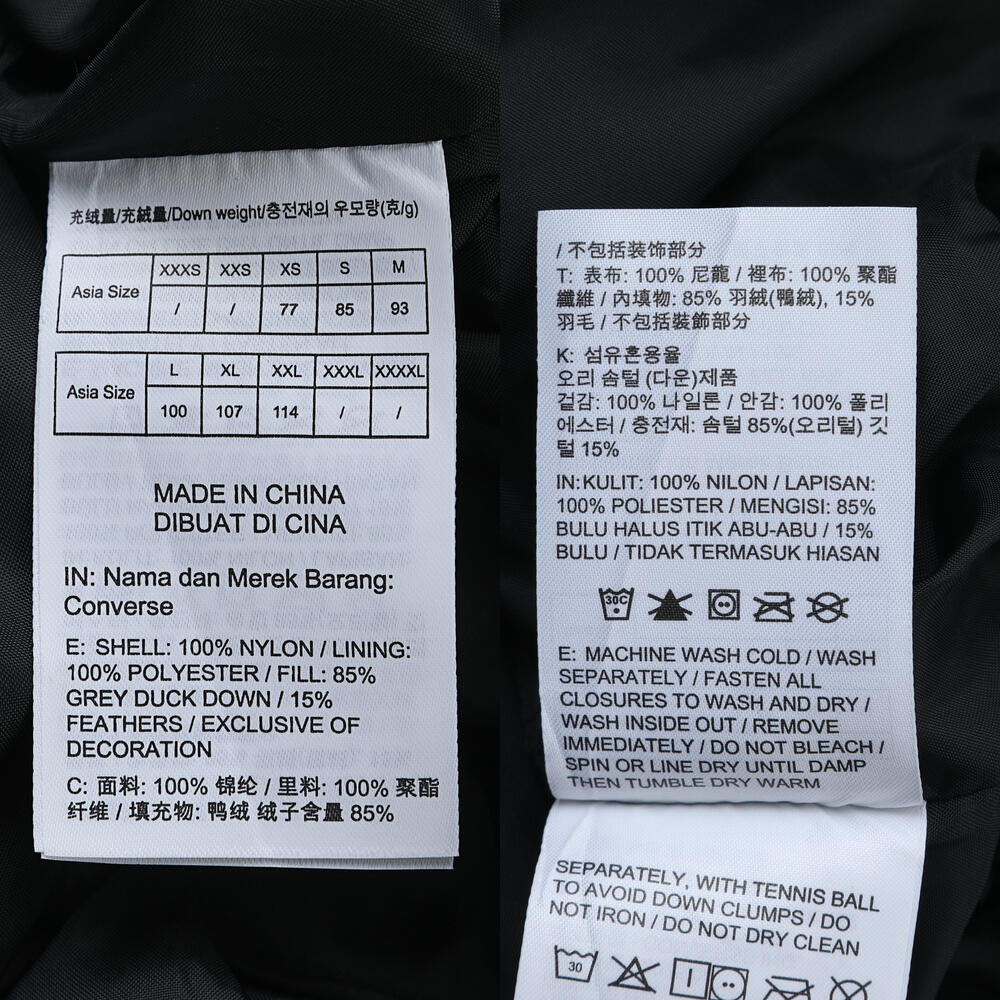 充绒量/充絨量/Down weight/충전재의 우모량(克/g)
Asia Size XXXS XXS XS S M
/ / 77 85 93
Asia Size L XL XXL XXXL XXXXL
100 107 114 / /
MADE IN CHINA
DIBUAT DI CINA
IN: Nama dan Merek Barang:
Converse
E: SHELL: 100% NYLON / LINING:
100% POLYESTER / FILL: 85%
GREY DUCK DOWN / 15%
FEATHERS / EXCLUSIVE OF
DECORATION
C: 面料: 100% 锦纶 / 里料: 100% 聚酯
纤维 / 填充物: 鸭绒 绒子含量 85%
/ 不包括装饰部分
T: 表布: 100% 尼龍 / 裡布: 100% 聚酯
纖維 / 內填物: 85% 羽絨(鴨絨), 15%
羽毛 / 不包括裝飾部分
K: 섬유혼용율
오리 솜털 (다운)제품
겉감: 100% 나일론 / 안감: 100% 폴리
에스터 / 충전재: 솜털 85%(오리털) 깃
털 15%
IN:KULIT: 100% NILON / LAPISAN:
100% POLIESTER / MENGISI: 85%
BULU HALUS ITIK ABU-ABU / 15%
BULU / TIDAK TERMASUK HIASAN
30C
E: MACHINE WASH COLD / WASH
SEPARATELY / FASTEN ALL
CLOSURES TO WASH AND DRY /
WASH INSIDE OUT / REMOVE
IMMEDIATELY / DO NOT BLEACH /
SPIN OR LINE DRY UNTIL DAMP
THEN TUMBLE DRY WARM
SEPARATELY, WITH TENNIS BALL
TO AVOID DOWN CLUMPS / DO
NOT IRON / DO NOT DRY CLEAN
30